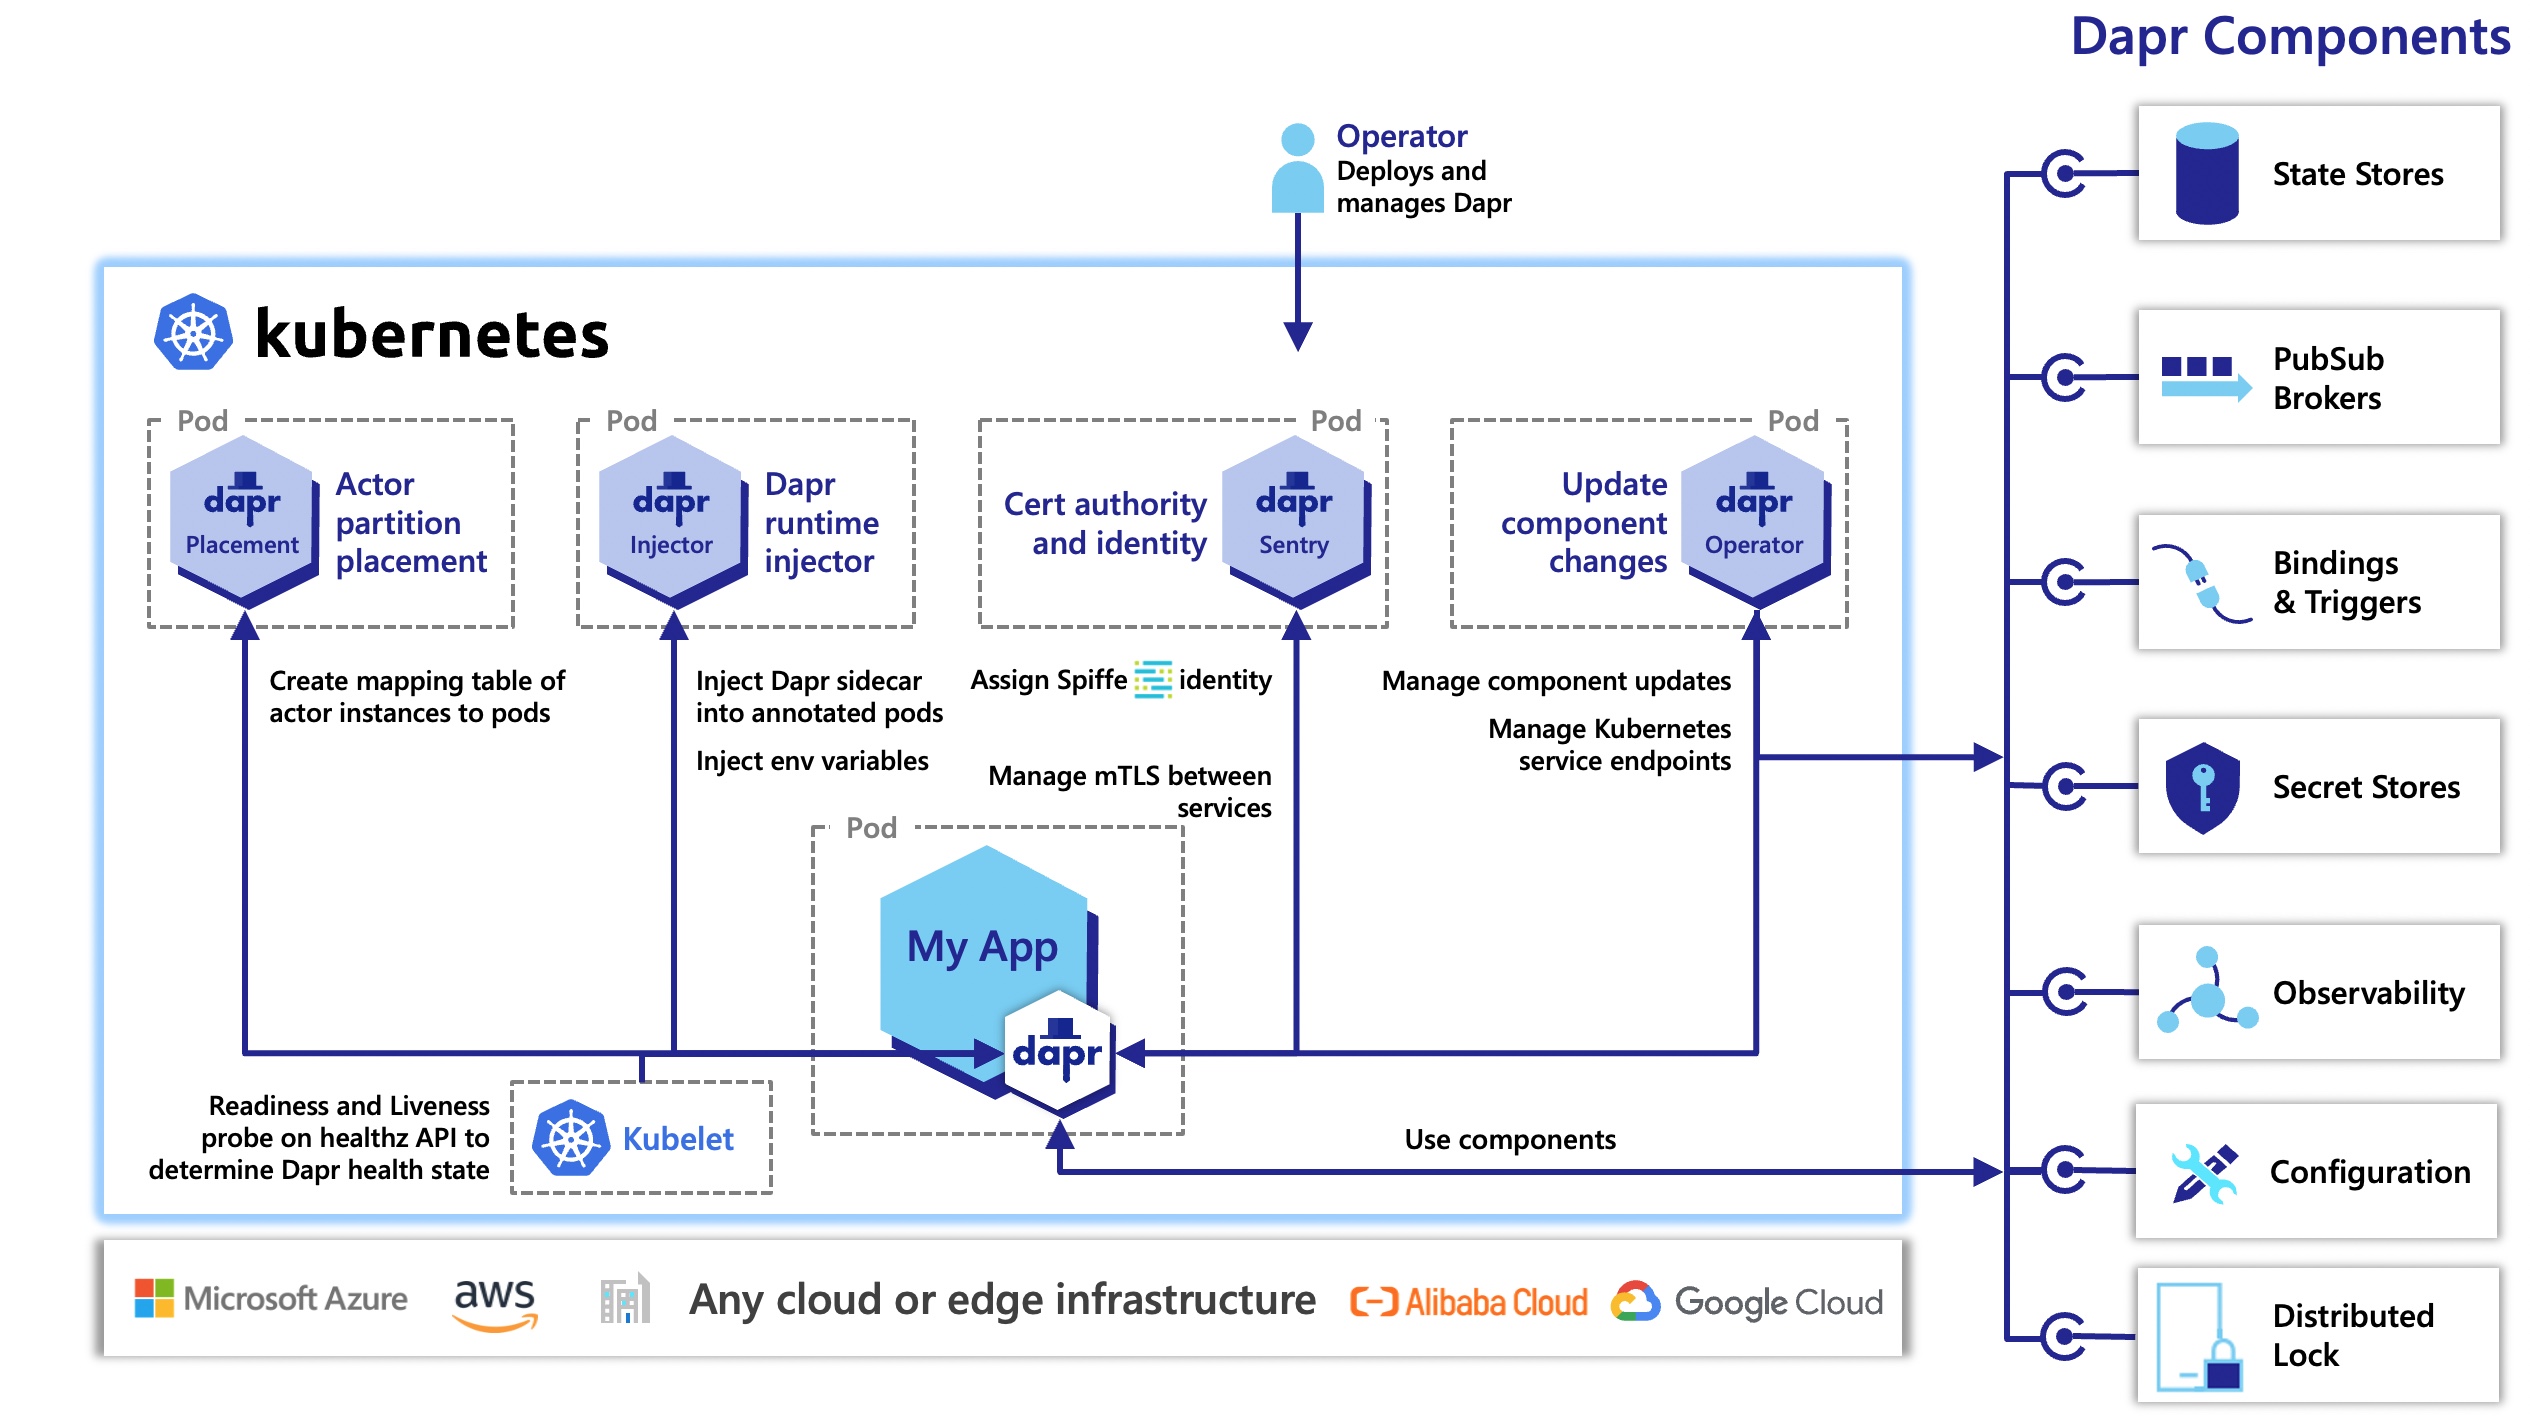 Dapr Components
Operator
Deploys and
manages Dapr
kubernetes
Pod
dapr
Placement
Actor
partition
placement
Pod
dapr
Injector
Dapr
runtime
injector
Pod
Cert authority
and identity
dapr
Sentry
Pod
Update
component
changes
dapr
Operator
Create mapping table of
actor instances to pods
Inject Dapr sidecar
into annotated pods
Inject env variables
Assign Spiffe identity
Manage mTLS between
services
Manage component updates
Manage Kubernetes
service endpoints
Pod
My App
dapr
Readiness and Liveness
probe on healthz API to
determine Dapr health state
Kubelet
Use components
Microsoft Azure
aws
Any cloud or edge infrastructure
Alibaba Cloud
Google Cloud
State Stores
PubSub
Brokers
Bindings
& Triggers
Secret Stores
Observability
Configuration
Distributed
Lock